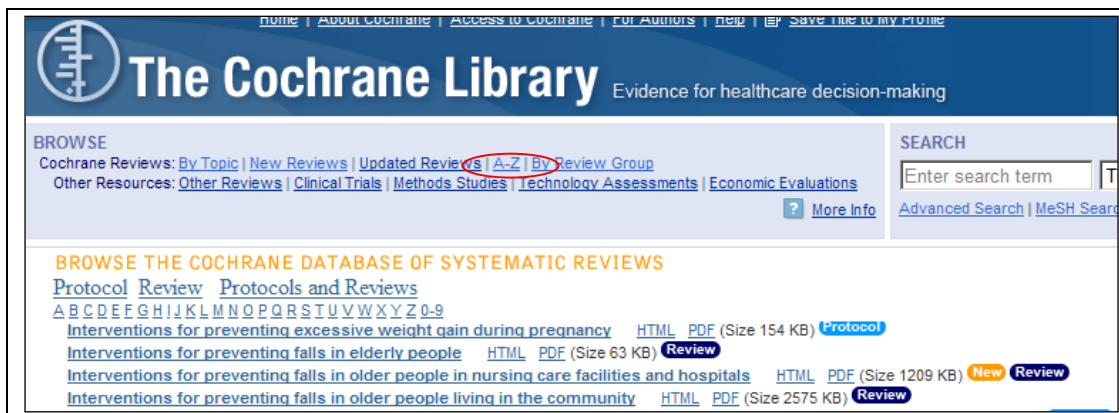 Home | About Cochrane | Access to Cochrane | For Authors | Help | Save Title to My Profile
The Cochrane Library Evidence for healthcare decision-making
BROWSE
Cochrane Reviews: By Topic | New Reviews | Updated Reviews | A-Z | By Review Group
Other Resources: Other Reviews | Clinical Trials | Methods Studies | Technology Assessments | Economic Evaluations
? More Info
SEARCH
Enter search term T
Advanced Search | MeSH Searc
BROWSE THE COCHRANE DATABASE OF SYSTEMATIC REVIEWS
Protocol Review Protocols and Reviews
A B C D E F G H I J K L M N O P Q R S T U V W X Y Z 0-9
Interventions for preventing excessive weight gain during pregnancy HTML PDF (Size 154 KB) Protocol
Interventions for preventing falls in elderly people HTML PDF (Size 63 KB) Review
Interventions for preventing falls in older people in nursing care facilities and hospitals HTML PDF (Size 1209 KB) New Review
Interventions for preventing falls in older people living in the community HTML PDF (Size 2575 KB) Review